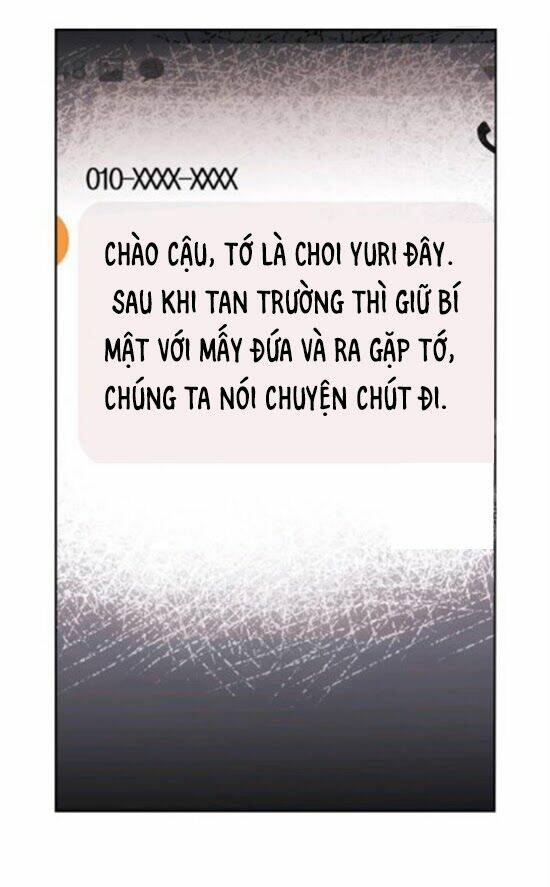 010-XXXX-XXXX
CHÀO CẬU, TỚ LÀ CHOI YURI ĐÂY.
SAU KHI TAN TRƯỜNG THÌ GIỮ BÍ
MẬT VỚI MẤY ĐỨA VÀ RA GẶP TỚ,
CHÚNG TA NÓI CHUYỆN CHÚT ĐI.